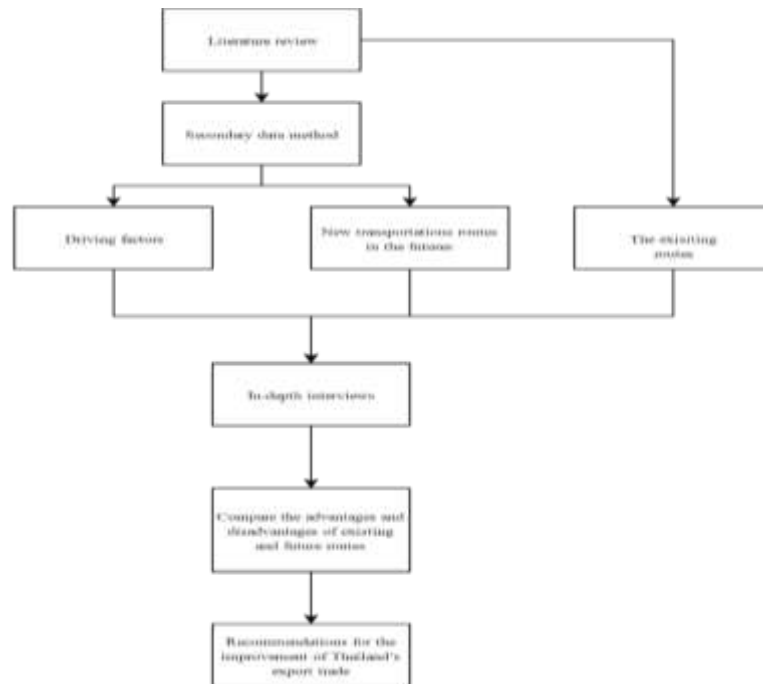 Literature review
Secondary data method
Driving factors
New transportations routes
in the future
The exisiting
routes
In-depth interviews
Compare the advantages and
disadvantages of existing
and future routes
Recommendations for the
improvement of Thailand's
export trade